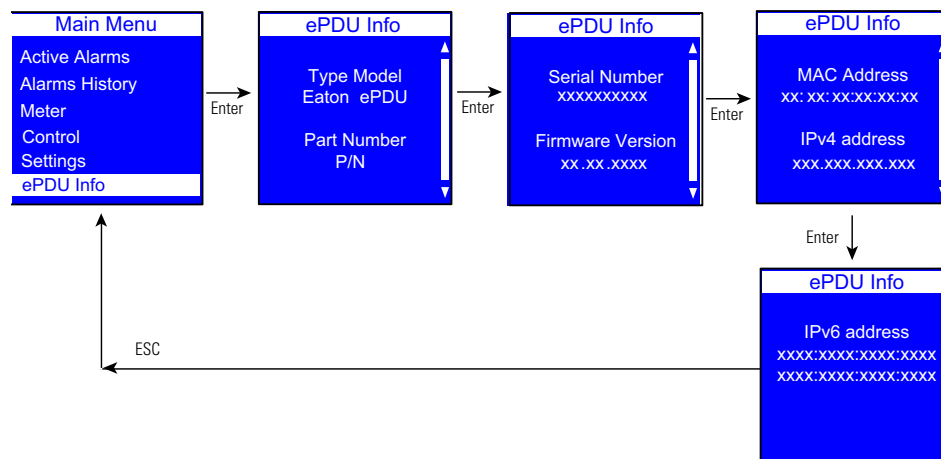 Main Menu
Active Alarms
Alarms History
Meter
Control
Settings
ePDU Info
Enter
ePDU Info
Type Model
Eaton ePDU
Part Number
P/N
Enter
ePDU Info
Serial Number
xxxxxxxxxx
Firmware Version
xx.xx.xxxx
Enter
ePDU Info
MAC Address
xx:xx:xx:xx:xx:xx
IPv4 address
xxx.xxx.xxx.xxx
Enter
ePDU Info
IPv6 address
xxxx:xxxx:xxxx:xxxx
xxxx:xxxx:xxxx:xxxx
ESC